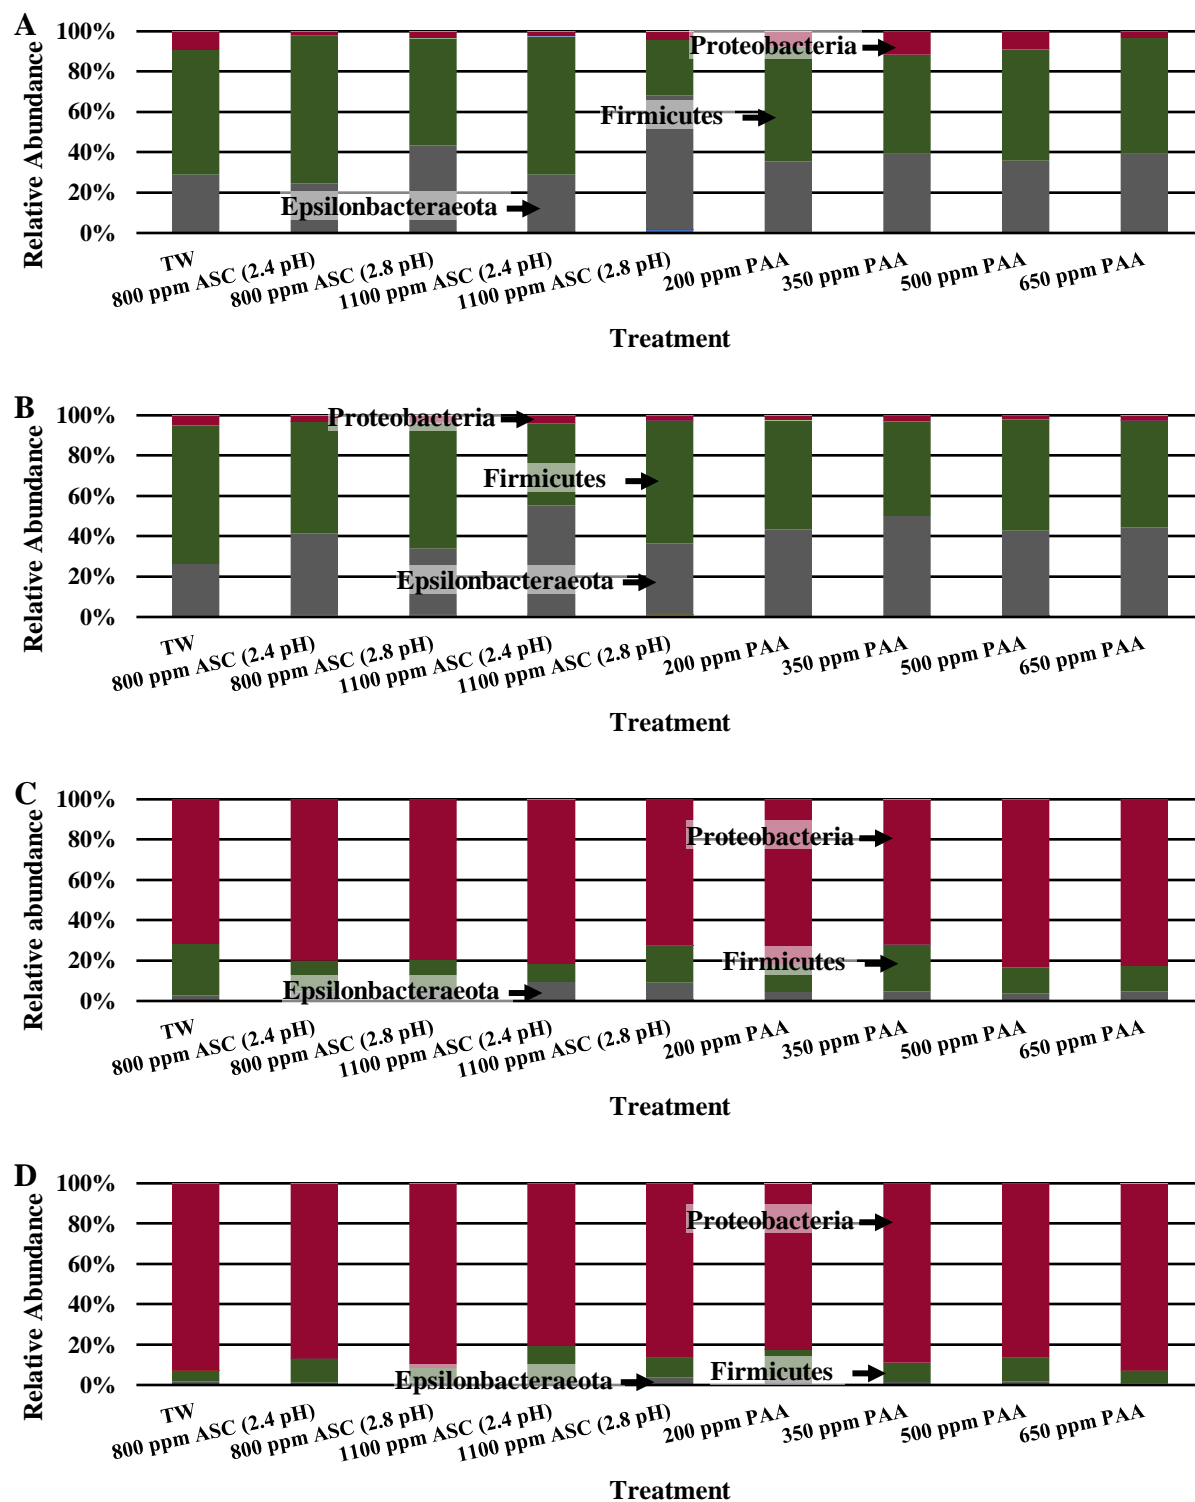 A
100%
80%
60%
40%
20%
0%
Relative Abundance
Proteobacteria
Firmicutes
Epsilonbacteraeota
TW
800 ppm ASC (2.4 pH)
800 ppm ASC (2.8 pH)
1100 ppm ASC (2.4 pH)
1100 ppm ASC (2.8 pH)
200 ppm PAA
350 ppm PAA
500 ppm PAA
650 ppm PAA
Treatment
B
100%
80%
60%
40%
20%
0%
Relative Abundance
Proteobacteria
Firmicutes
Epsilonbacteraeota
TW
800 ppm ASC (2.4 pH)
800 ppm ASC (2.8 pH)
1100 ppm ASC (2.4 pH)
1100 ppm ASC (2.8 pH)
200 ppm PAA
350 ppm PAA
500 ppm PAA
650 ppm PAA
Treatment
C
100%
80%
60%
40%
20%
0%
Relative abundance
Proteobacteria
Firmicutes
Epsilonbacteraeota
TW
800 ppm ASC (2.4 pH)
800 ppm ASC (2.8 pH)
1100 ppm ASC (2.4 pH)
1100 ppm ASC (2.8 pH)
200 ppm PAA
350 ppm PAA
500 ppm PAA
650 ppm PAA
Treatment
D
100%
80%
60%
40%
20%
0%
Relative Abundance
Proteobacteria
Firmicutes
Epsilonbacteraeota
TW
800 ppm ASC (2.4 pH)
800 ppm ASC (2.8 pH)
1100 ppm ASC (2.4 pH)
1100 ppm ASC (2.8 pH)
200 ppm PAA
350 ppm PAA
500 ppm PAA
650 ppm PAA
Treatment